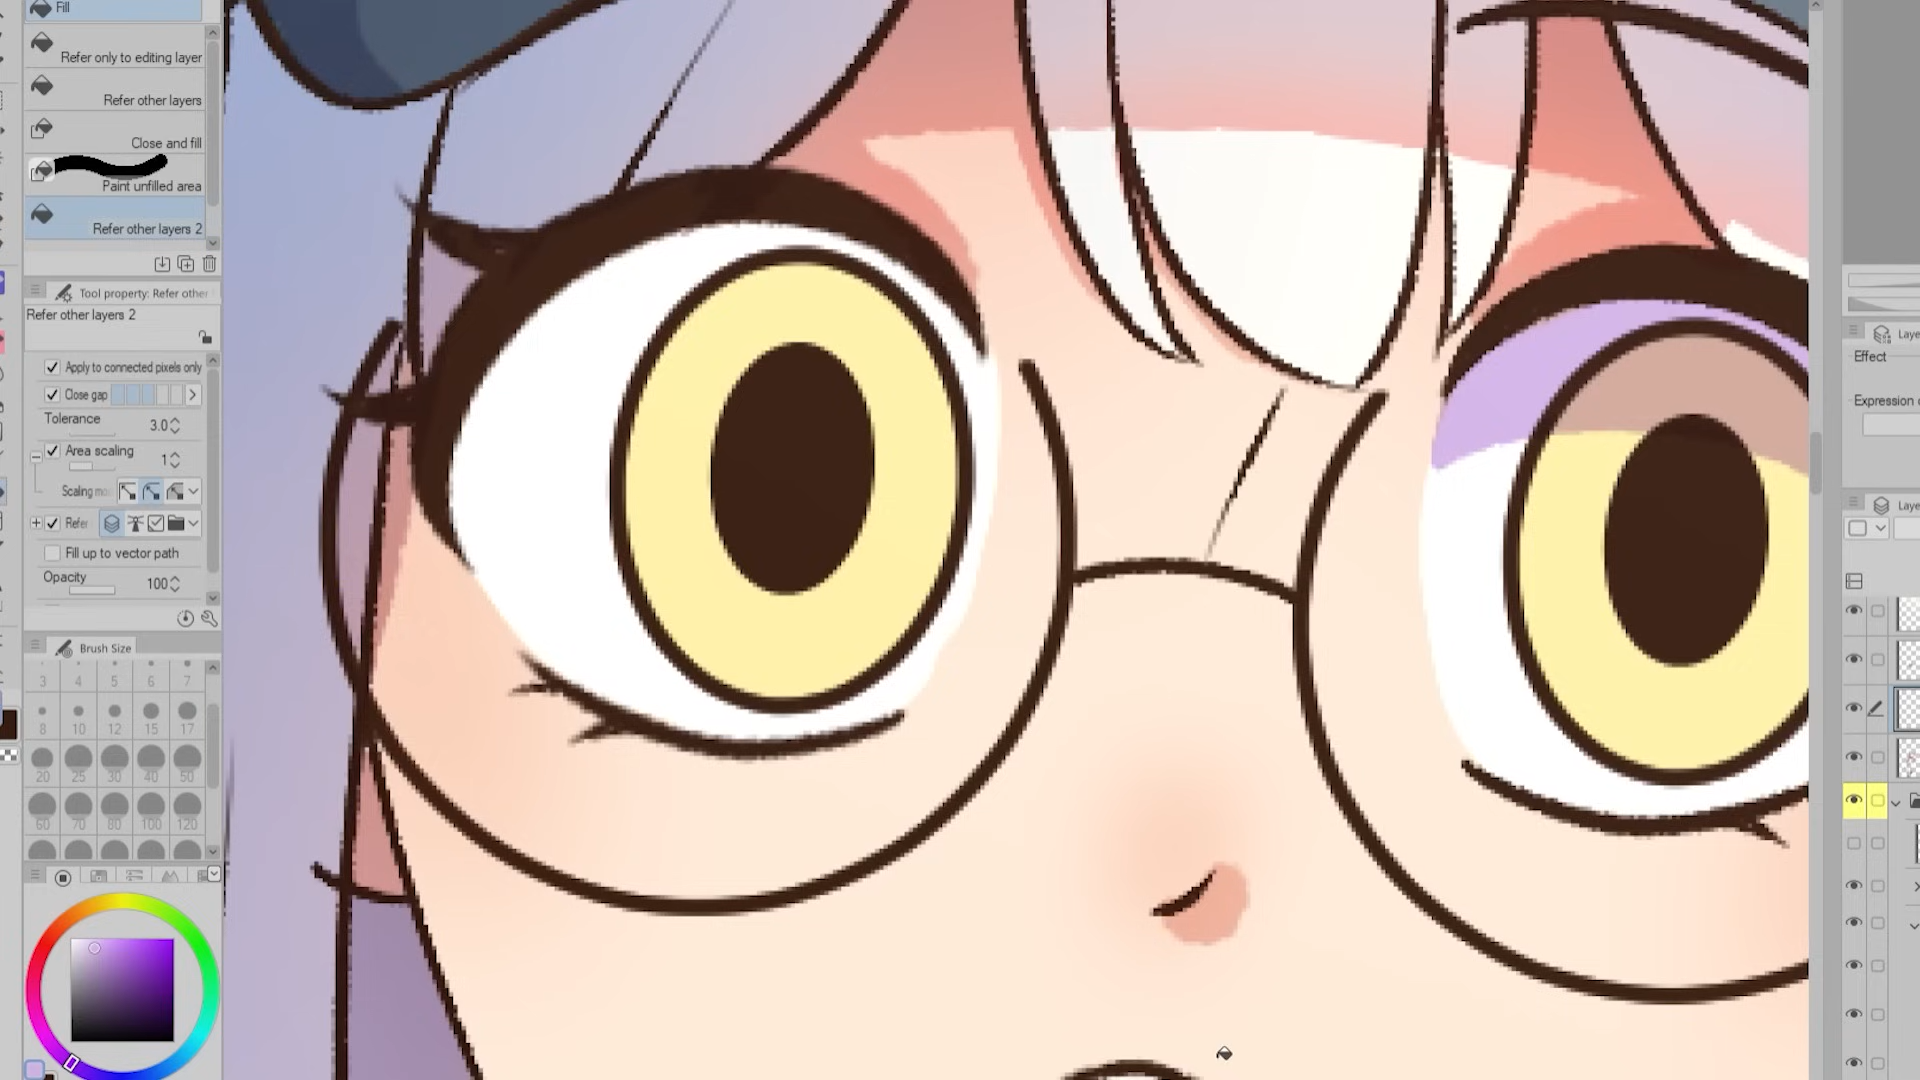 Fill
Refer only to editing layer
Refer other layers
Close and fill
Paint unfilled area
Refer other layers 2
Tool property: Refer other
Refer other layers 2
Apply to connected pixels only
Close gap
Tolerance
3.0
Area scaling
1
Scaling mo
Refer
Fill up to vector path
Opacity
100
Brush Size
3 4 5 6 7
8 10 12 15 17
20 25 30 40 50
60 70 80 100 120
Laye
Effect
Expression c
Laye